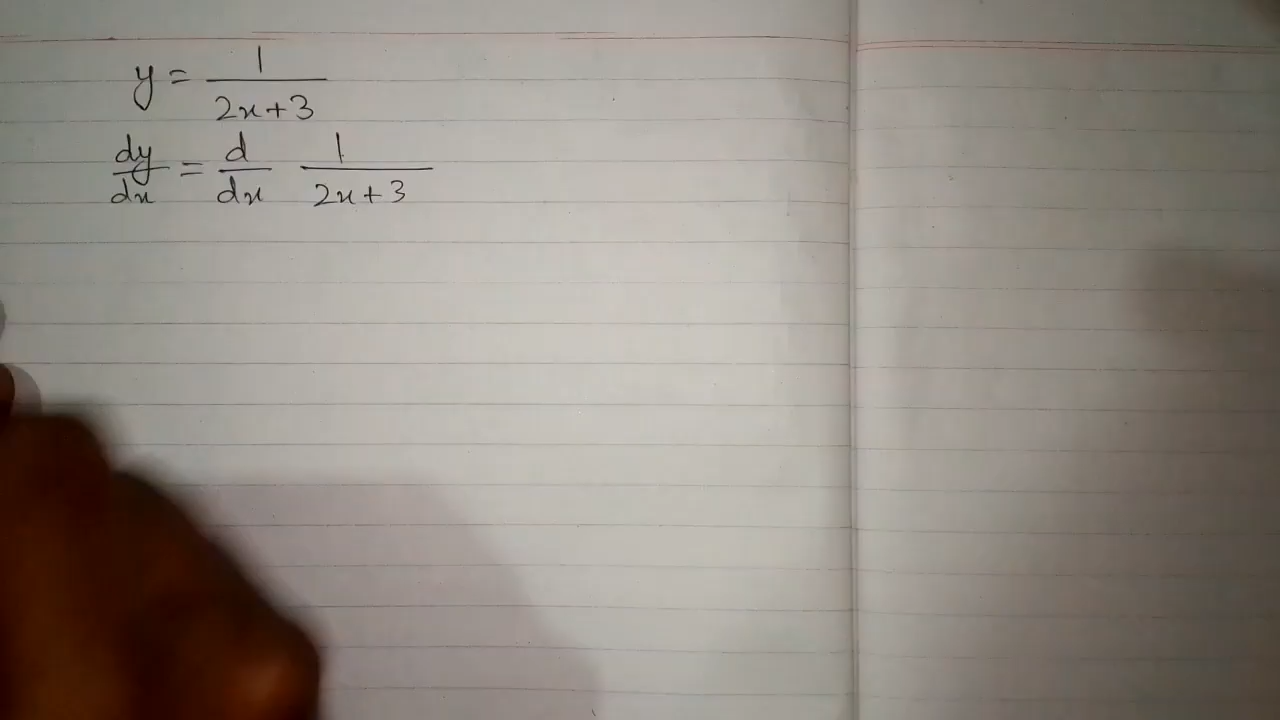 y = 1/(2x+3)
dy/dx = d/dx 1/(2x+3)